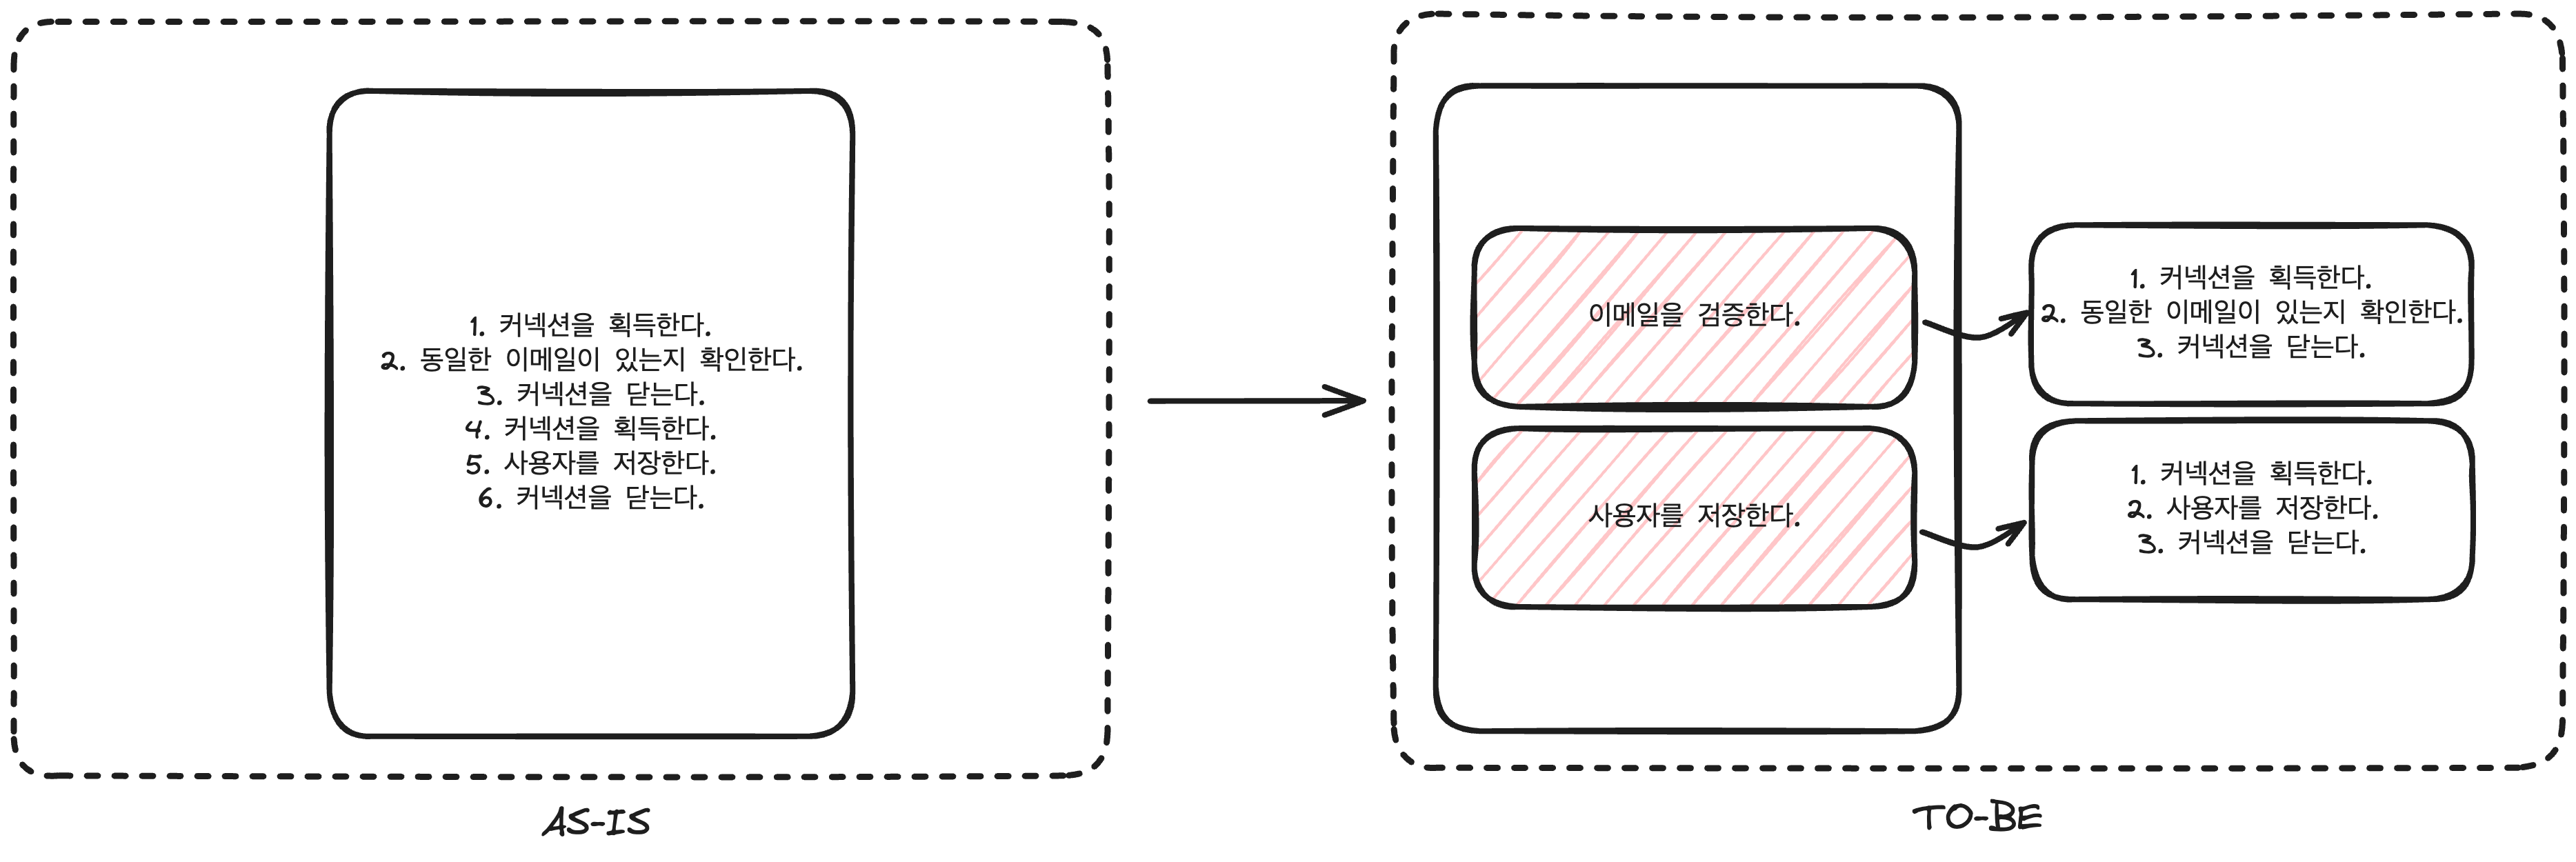 1. 커넥션을 획득한다.
2. 동일한 이메일이 있는지 확인한다.
3. 커넥션을 닫는다.
4. 커넥션을 획득한다.
5. 사용자를 저장한다.
6. 커넥션을 닫는다.
AS-IS
이메일을 검증한다.
사용자를 저장한다.
1. 커넥션을 획득한다.
2. 동일한 이메일이 있는지 확인한다.
3. 커넥션을 닫는다.
1. 커넥션을 획득한다.
2. 사용자를 저장한다.
3. 커넥션을 닫는다.
TO-BE